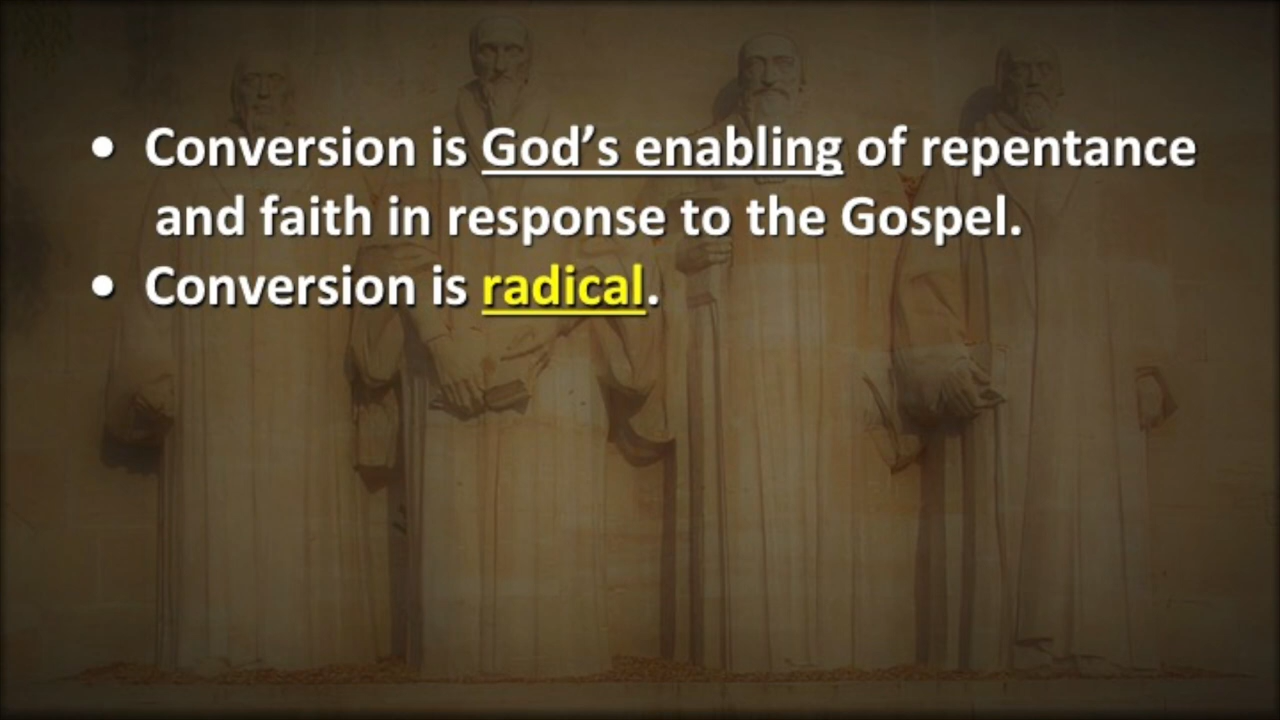 • Conversion is God’s enabling of repentance
and faith in response to the Gospel.
• Conversion is radical.